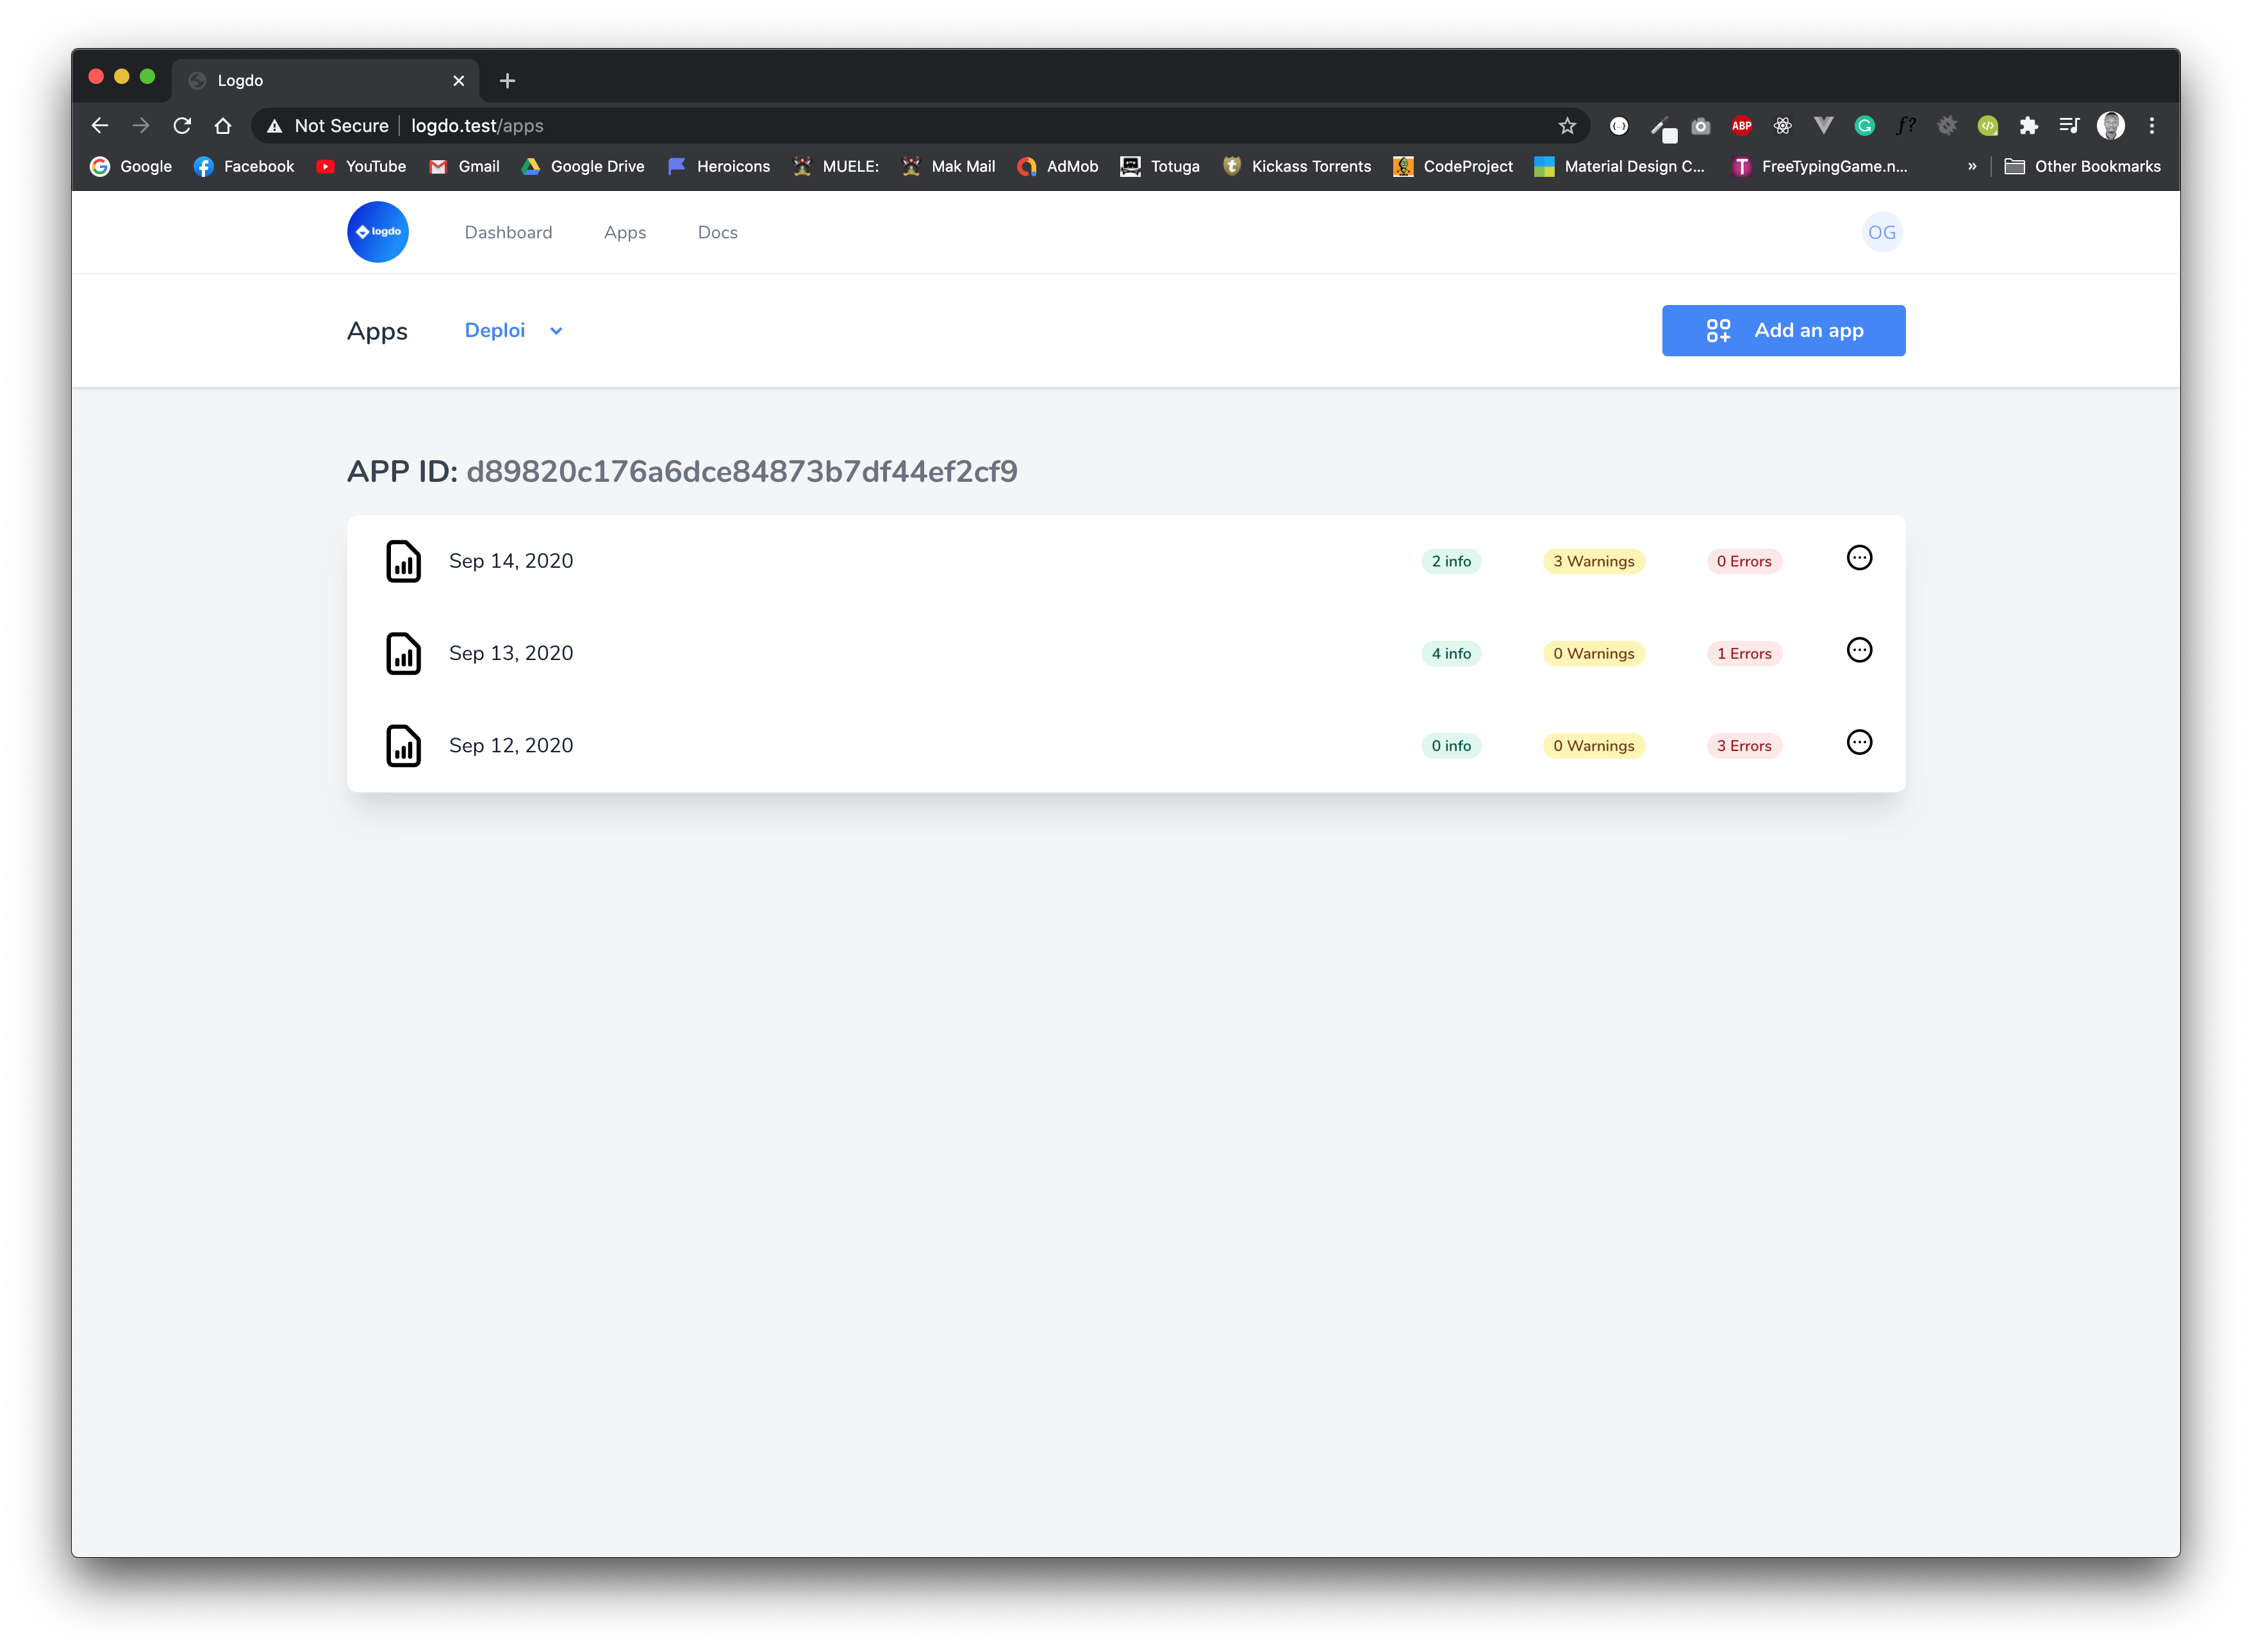 Logdo
Not Secure logdo.test/apps
ABP f?
Google Facebook YouTube Gmail Google Drive Heroicons MUELE: Mak Mail AdMob Totuga Kickass Torrents CodeProject Material Design C... FreeTypingGame.n... » Other Bookmarks
logdo Dashboard Apps Docs OG
Apps Deploi Add an app
APP ID: d89820c176a6dce84873b7df44ef2cf9
Sep 14, 2020 2 info 3 Warnings 0 Errors
Sep 13, 2020 4 info 0 Warnings 1 Errors
Sep 12, 2020 0 info 0 Warnings 3 Errors